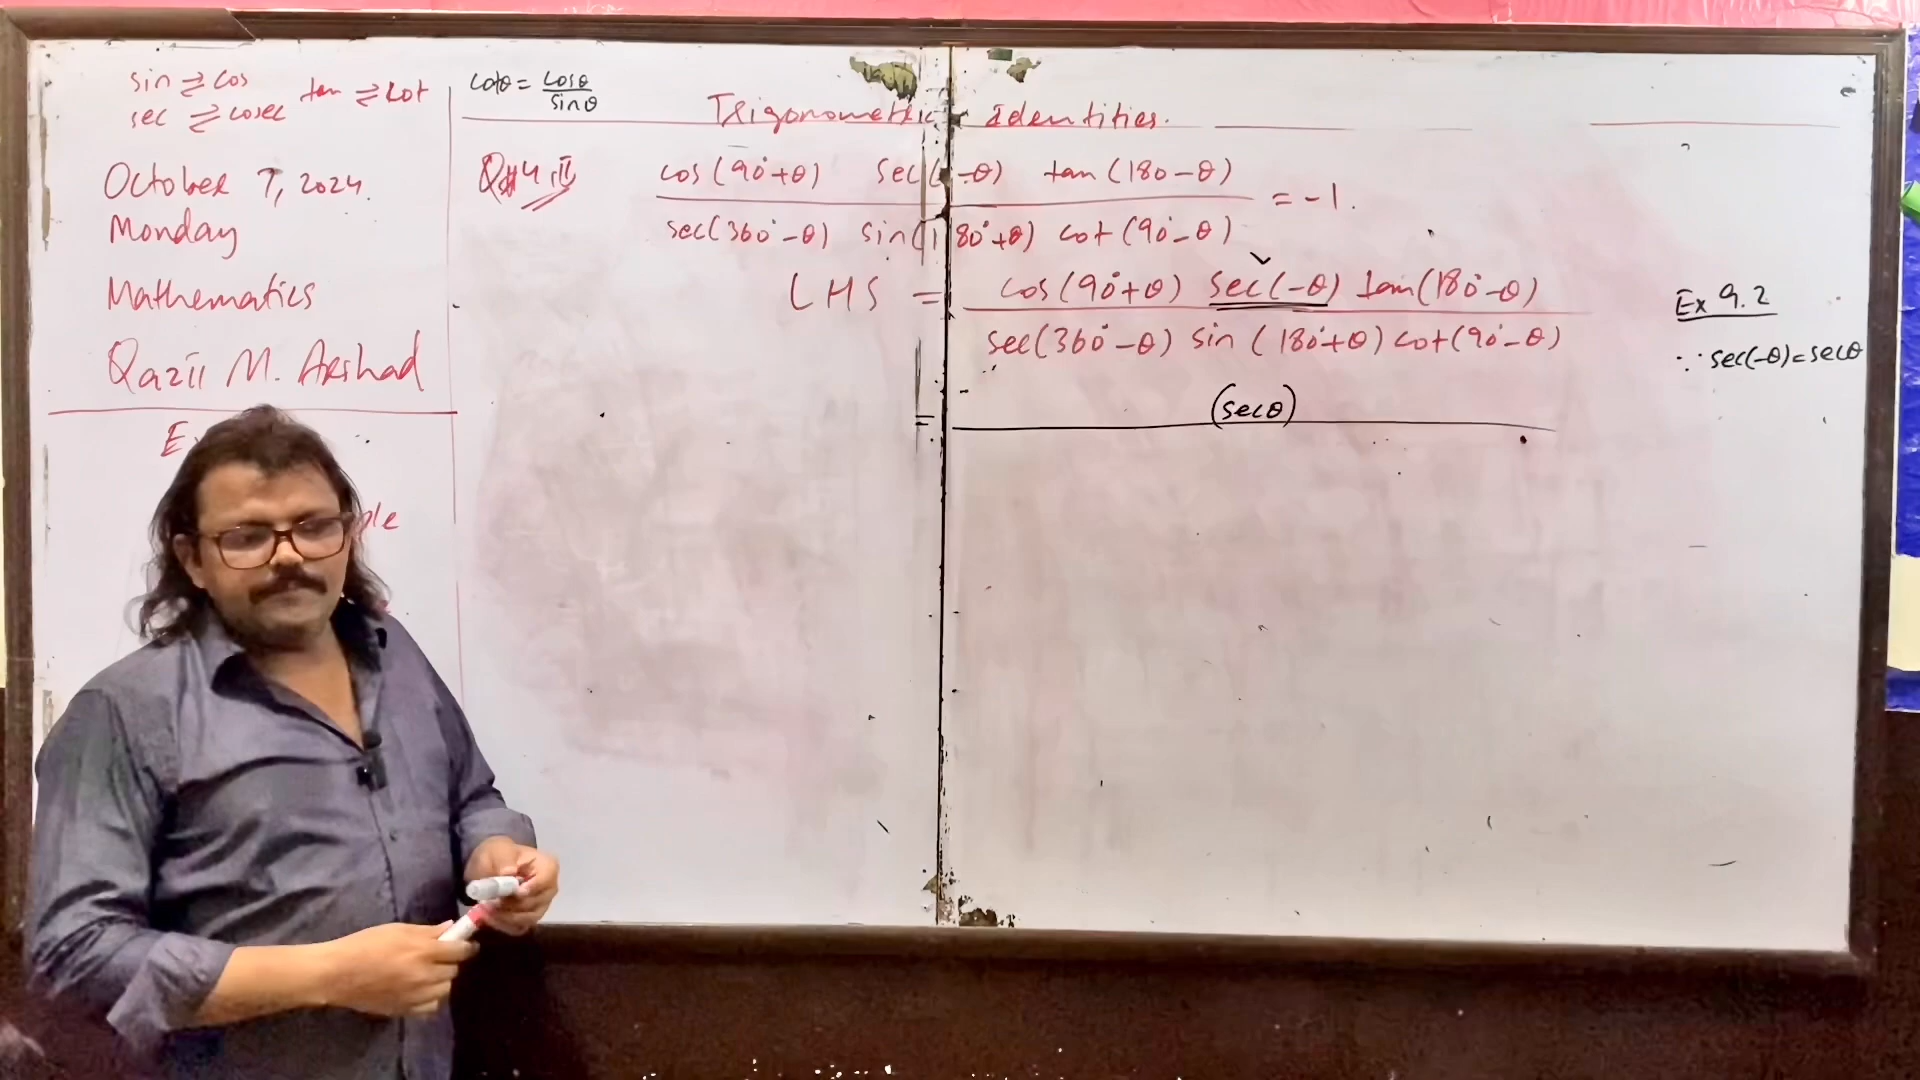 sin ⇌ cos tan ⇌ cot
sec ⇌ cosec
cotθ = cosθ/sinθ
Trigonometric Identities.
October 7, 2024.
Monday
Mathematics
Qazii M. Arshad
Q#4 ii cos(90°+θ) sec(-θ) tan(180-θ) / sec(360°-θ) sin(180°+θ) cot(90°-θ) = -1.
LHS = cos(90°+θ) sec(-θ) tan(180°-θ) / sec(360°-θ) sin(180°+θ) cot(90°-θ)
= (secθ)
Ex 9.2
∵ sec(-θ)=secθ